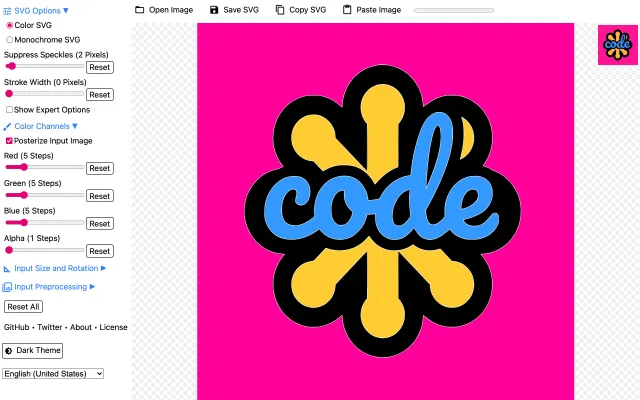 SVG Options ▼
Color SVG
Monochrome SVG
Suppress Speckles (2 Pixels)
Reset
Stroke Width (0 Pixels)
Reset
Show Expert Options
Color Channels ▼
Posterize Input Image
Red (5 Steps)
Reset
Green (5 Steps)
Reset
Blue (5 Steps)
Reset
Alpha (1 Steps)
Reset
Input Size and Rotation ▶
Input Preprocessing ▶
Reset All
GitHub • Twitter • About • License
Dark Theme
English (United States)
Open Image Save SVG Copy SVG Paste Image
code
code